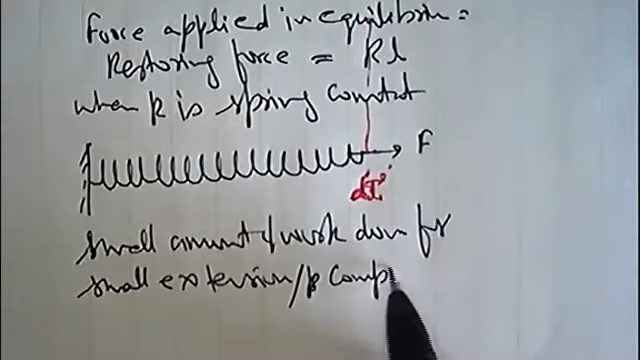 Force applied in equilibrium =
Restoring force = kl
when k is spring constant
F
dl
small amount of work done for
small extension/ comp